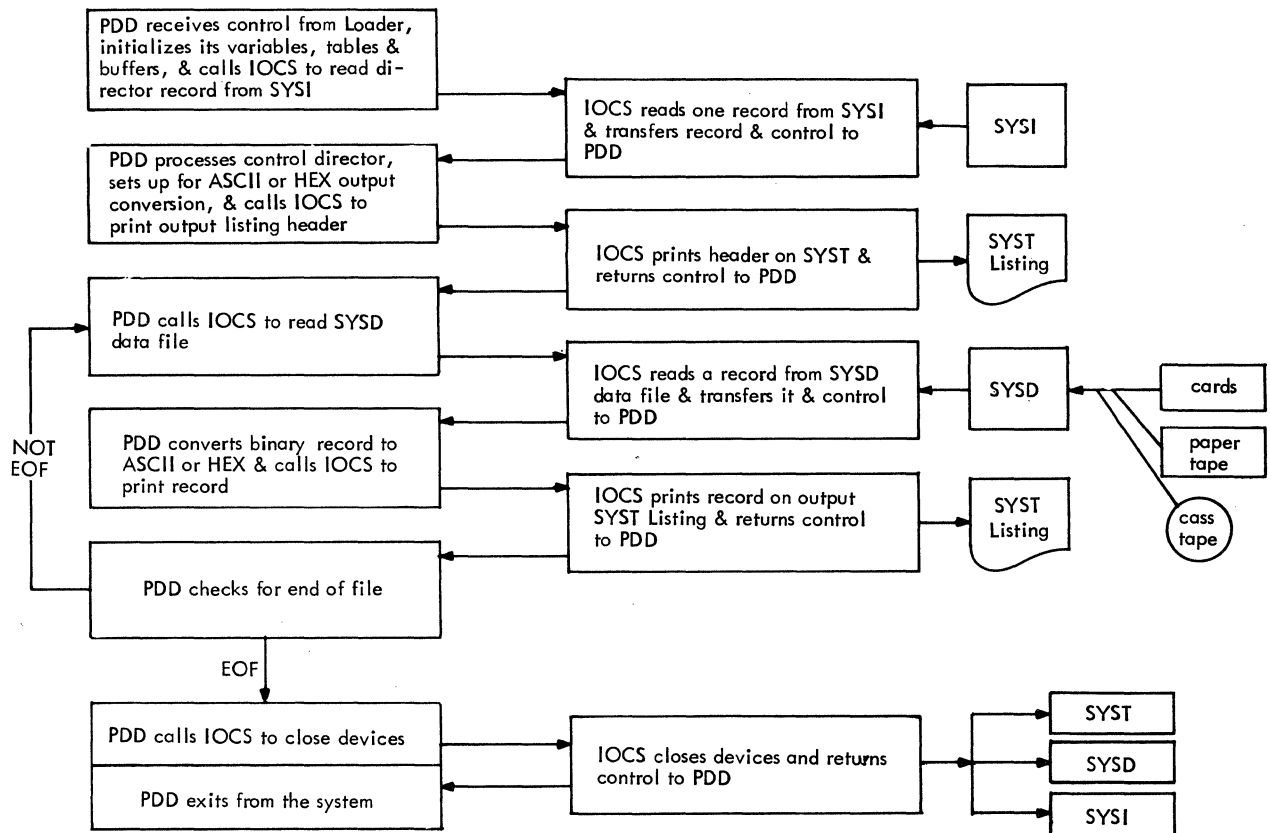 PDD receives control from Loader,
initializes its variables, tables &
buffers, & calls IOCS to read di-
rector record from SYSI
IOCS reads one record from SYSI
& transfers record & control to
PDD
SYSI
PDD processes control director,
sets up for ASCII or HEX output
conversion, & calls IOCS to
print output listing header
IOCS prints header on SYST &
returns control to PDD
SYST
Listing
PDD calls IOCS to read SYSD
data file
IOCS reads a record from SYSD
data file & transfers it & control
to PDD
SYSD
cards
paper
tape
cass
tape
NOT
EOF
PDD converts binary record to
ASCII or HEX & calls IOCS to
print record
IOCS prints record on output
SYST Listing & returns control
to PDD
SYST
Listing
PDD checks for end of file
EOF
PDD calls IOCS to close devices
IOCS closes devices and returns
control to PDD
SYST
SYSD
SYSI
PDD exits from the system